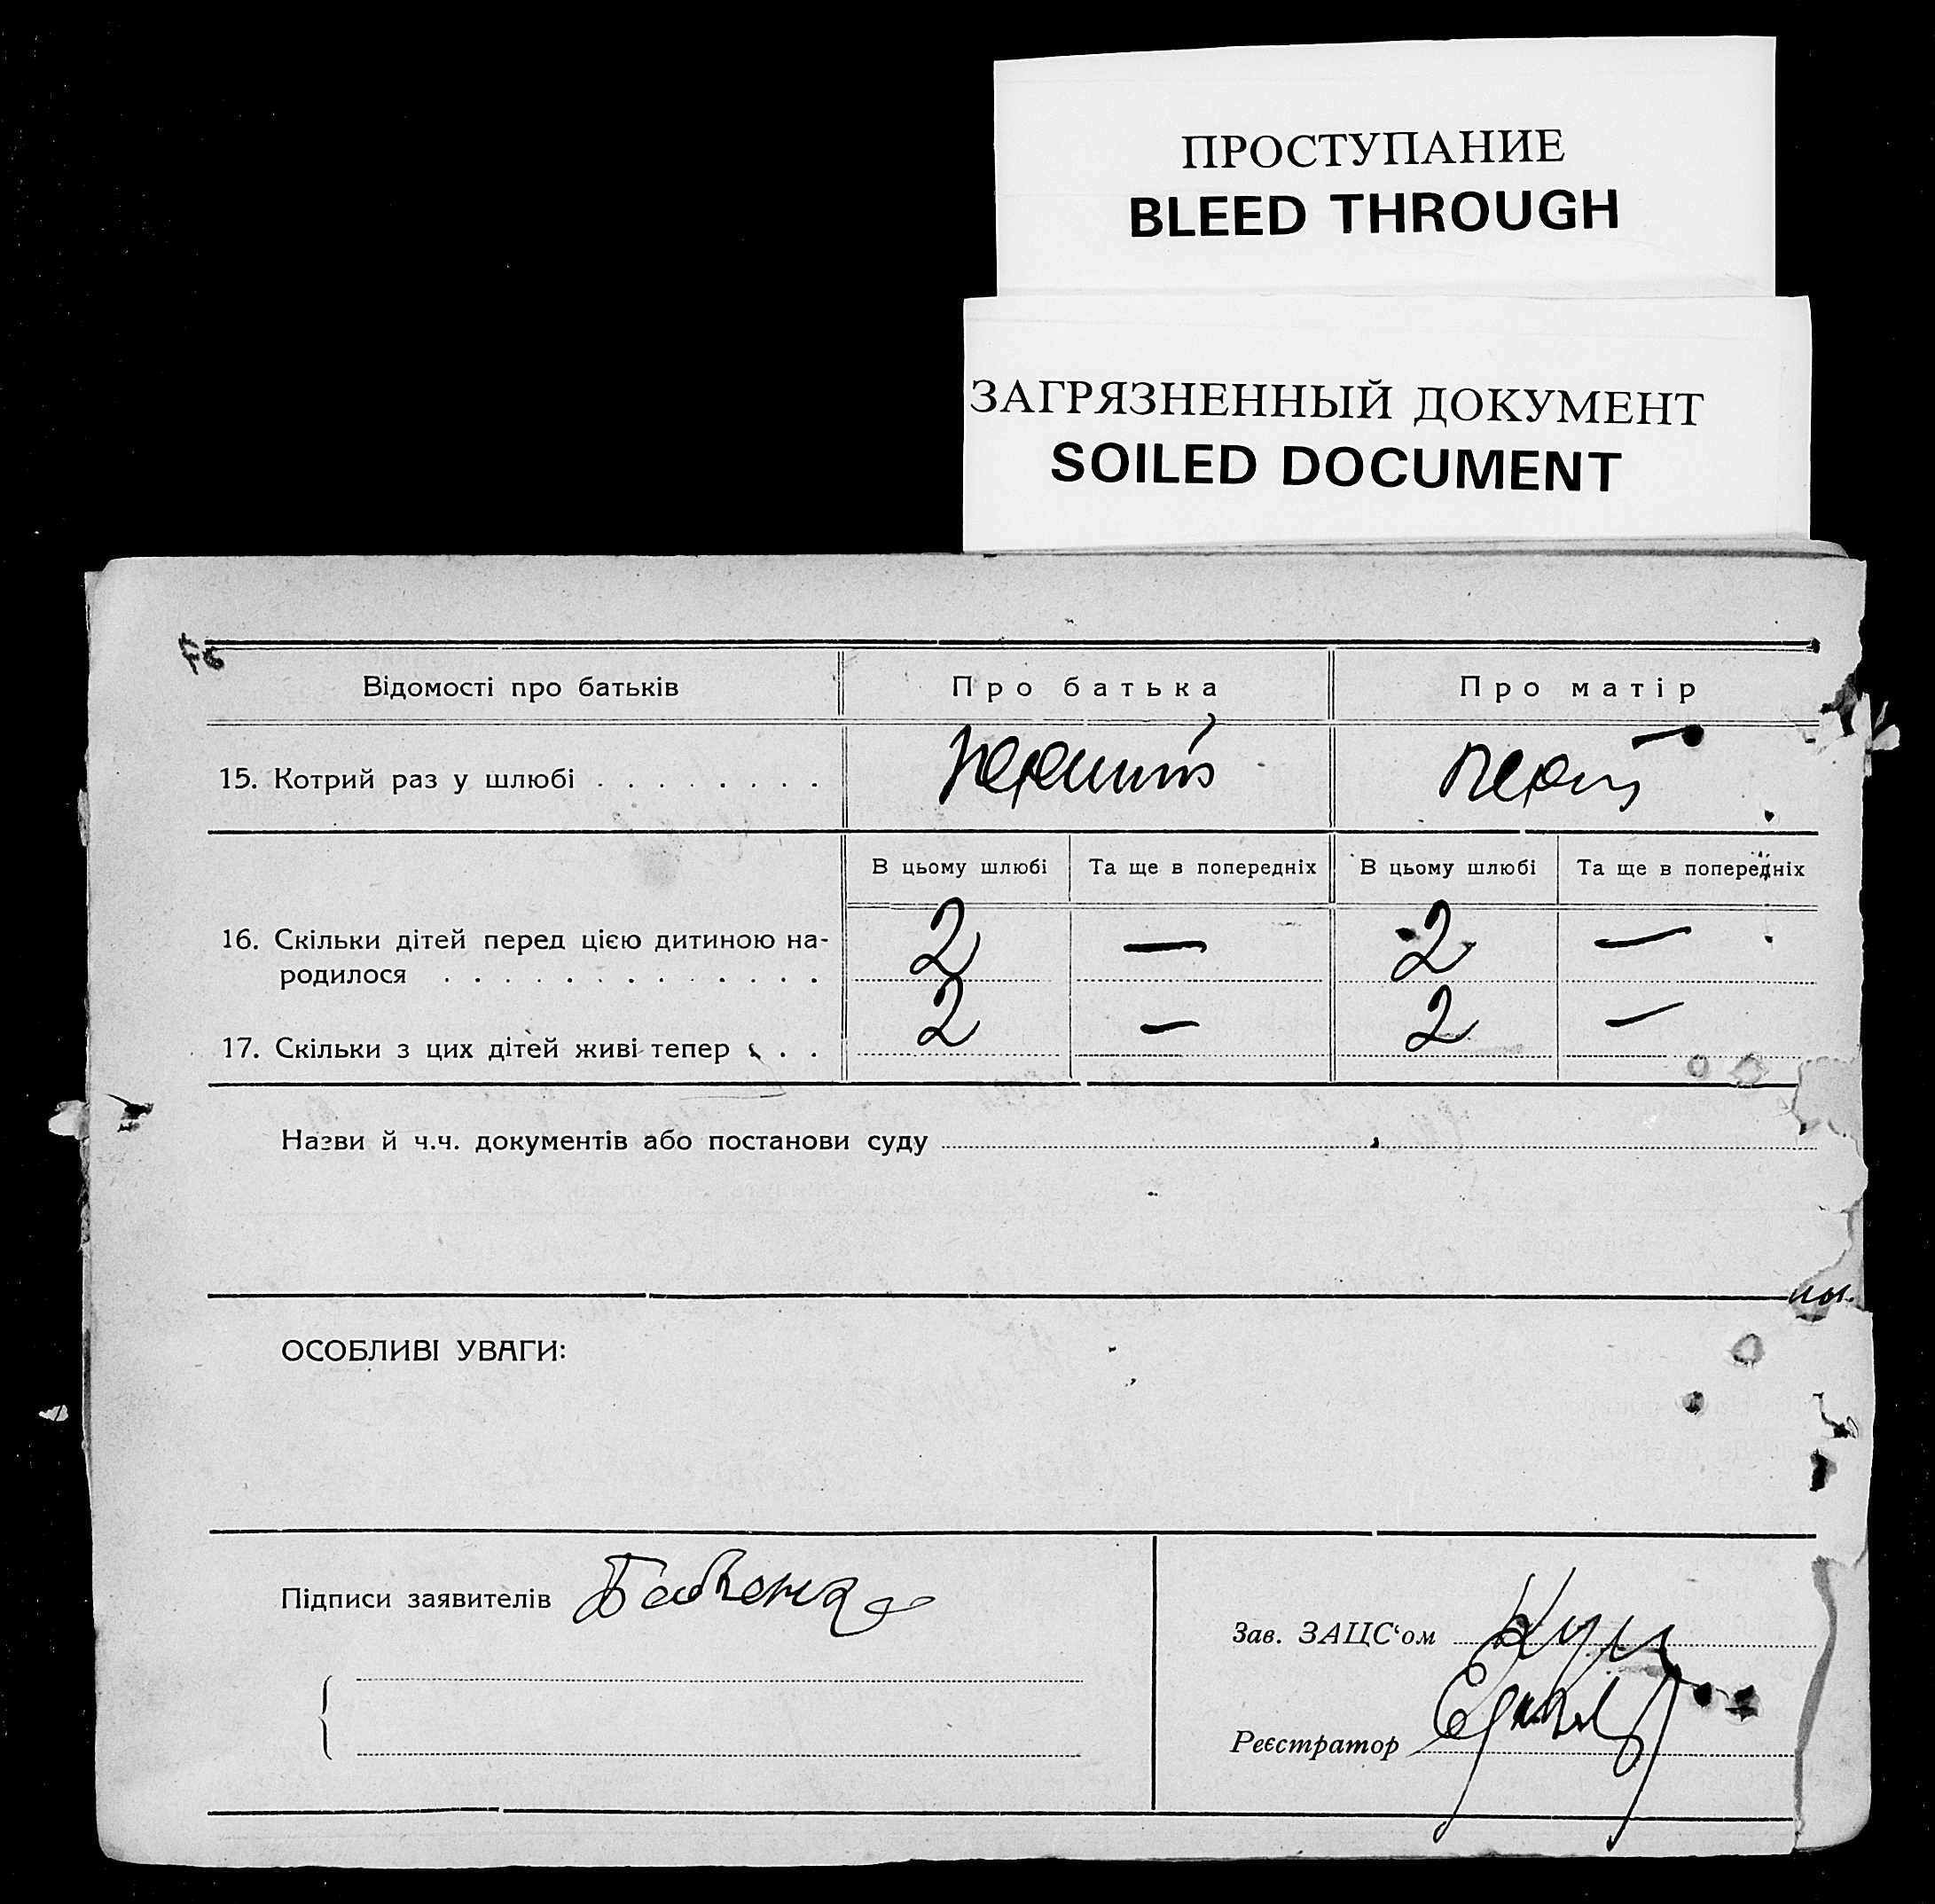 ПРОСТУПАНИЕ
BLEED THROUGH
ЗАГРЯЗНЕННЫЙ ДОКУМЕНТ
SOILED DOCUMENT
Відомості про батьків Про батька Про матір
15. Котрий раз у шлюбі . . . . . . . .
В цьому шлюбі Та ще в попередніх В цьому шлюбі Та ще в попередніх
16. Скільки дітей перед цією дитиною на- 2 — 2 —
родилося . . . . . . . . . . . . .
17. Скільки з цих дітей живі тепер . . . 2 — 2 —
Назви й ч.ч. документів або постанови суду
ОСОБЛИВІ УВАГИ:
Підписи заявителів
Зав. ЗАЦС‘ом
Реєстратор